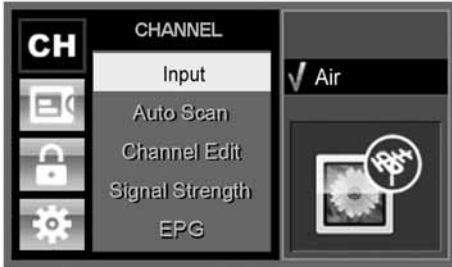 CH
CHANNEL
Input
Auto Scan
Channel Edit
Signal Strength
EPG
Air